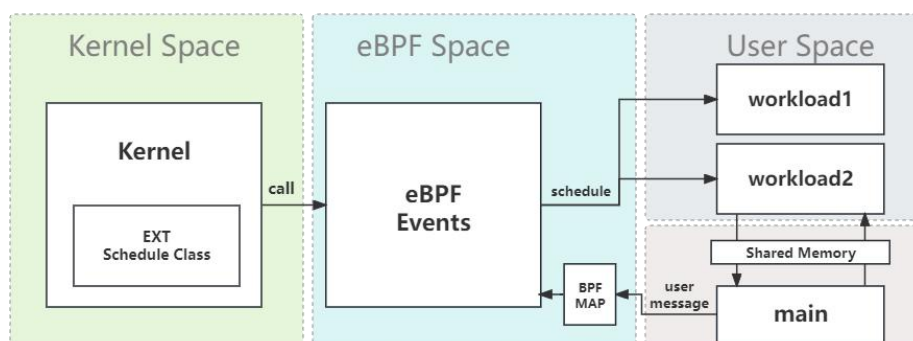 Kernel Space
eBPF Space
User Space
Kernel
EXT
Schedule Class
call
eBPF
Events
schedule
workload1
workload2
Shared Memory
BPF
MAP
user
message
main